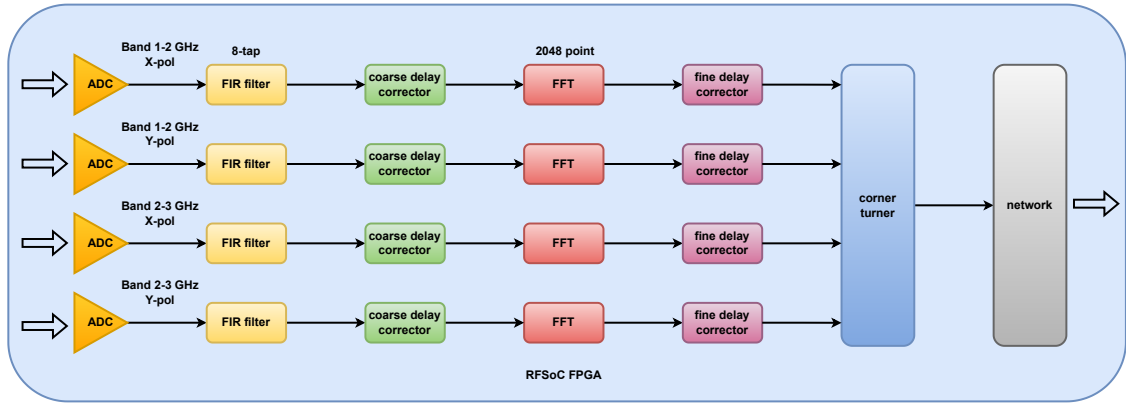 Band 1-2 GHz
X-pol
8-tap
2048 point
ADC
FIR filter
coarse delay
corrector
FFT
fine delay
corrector
Band 1-2 GHz
Y-pol
ADC
FIR filter
coarse delay
corrector
FFT
fine delay
corrector
corner
turner
network
Band 2-3 GHz
X-pol
ADC
FIR filter
coarse delay
corrector
FFT
fine delay
corrector
Band 2-3 GHz
Y-pol
ADC
FIR filter
coarse delay
corrector
FFT
fine delay
corrector
RFSoC FPGA